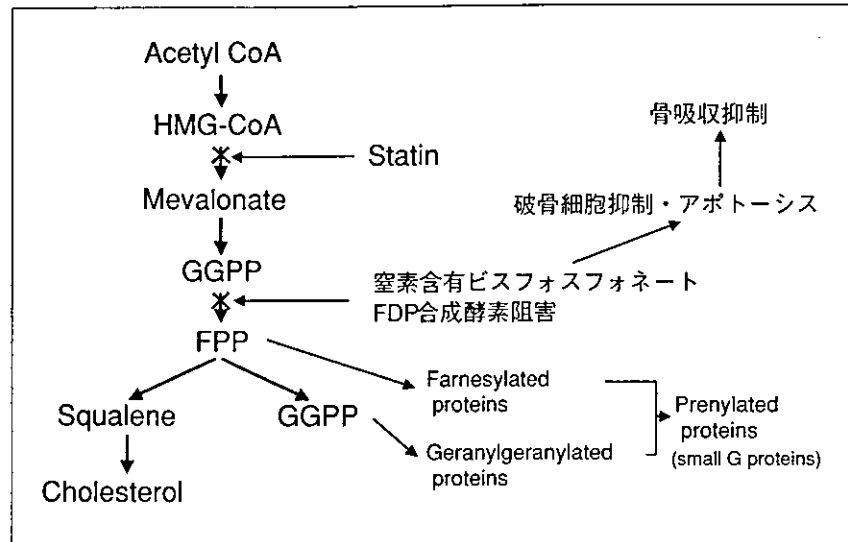 Acetyl CoA
HMG-CoA
Statin
Mevalonate
GGPP
FPP
Squalene
GGPP
Cholesterol
骨吸収抑制
破骨細胞抑制・アポトーシス
窒素含有ビスフォスフォネート
FDP合成酵素阻害
Farnesylated
proteins
Geranylgeranylated
proteins
Prenylated
proteins
(small G proteins)